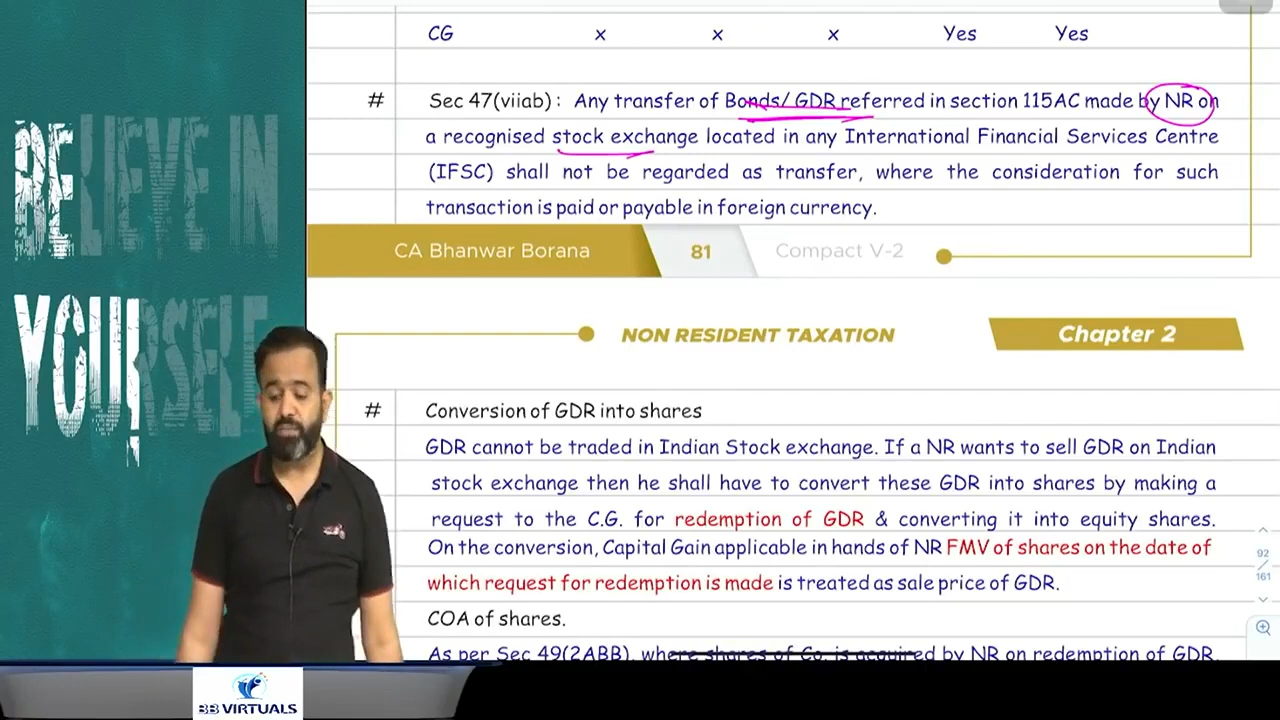 BELIEVE IN
YOURSELF
CG x x x Yes Yes
# Sec 47(viiab) : Any transfer of Bonds/ GDR referred in section 115AC made by NR on
a recognised stock exchange located in any International Financial Services Centre
(IFSC) shall not be regarded as transfer, where the consideration for such
transaction is paid or payable in foreign currency.
CA Bhanwar Borana 81 Compact V-2
NON RESIDENT TAXATION Chapter 2
# Conversion of GDR into shares
GDR cannot be traded in Indian Stock exchange. If a NR wants to sell GDR on Indian
stock exchange then he shall have to convert these GDR into shares by making a
request to the C.G. for redemption of GDR & converting it into equity shares.
On the conversion, Capital Gain applicable in hands of NR FMV of shares on the date of
which request for redemption is made is treated as sale price of GDR.
COA of shares.
As per Sec 49(2ABB), where shares of Co. is acquired by NR on redemption of GDR,
92
/
161
BB VIRTUALS